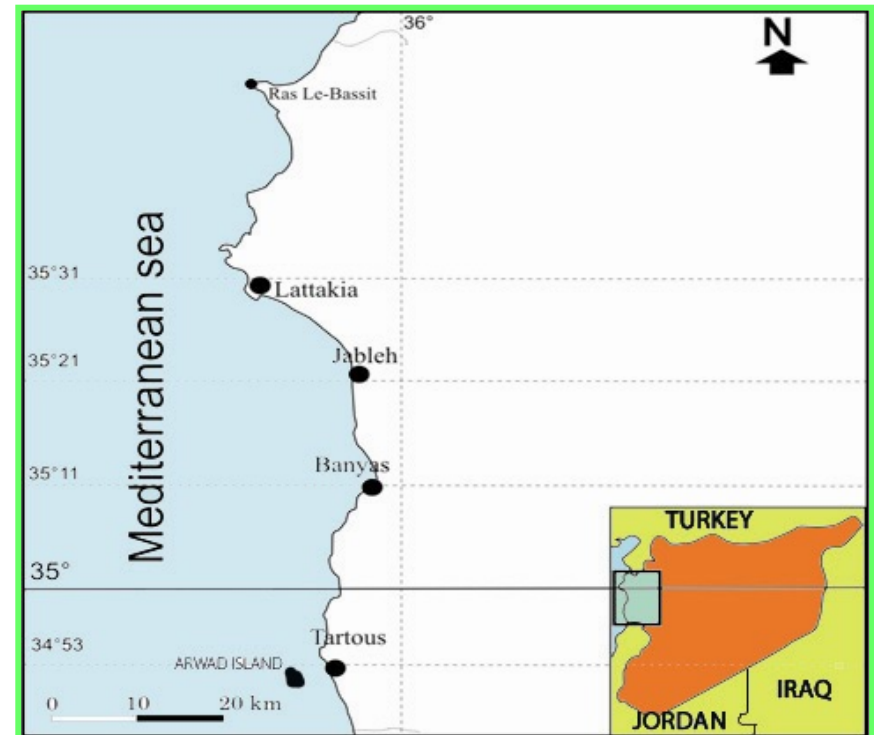 36°
N
Ras Le-Bassit
Mediterranean sea
35°31
Lattakia
Jableh
35°21
Banyas
35°11
TURKEY
35°
Tartous
34°53
ARWAD ISLAND
IRAQ
0 10 20 km
JORDAN